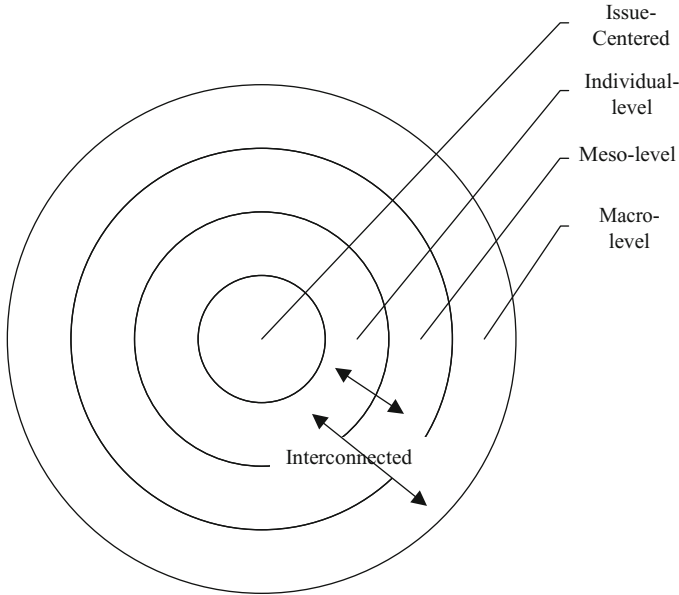 Issue-
Centered
Individual-
level
Meso-level
Macro-
level
Interconnected